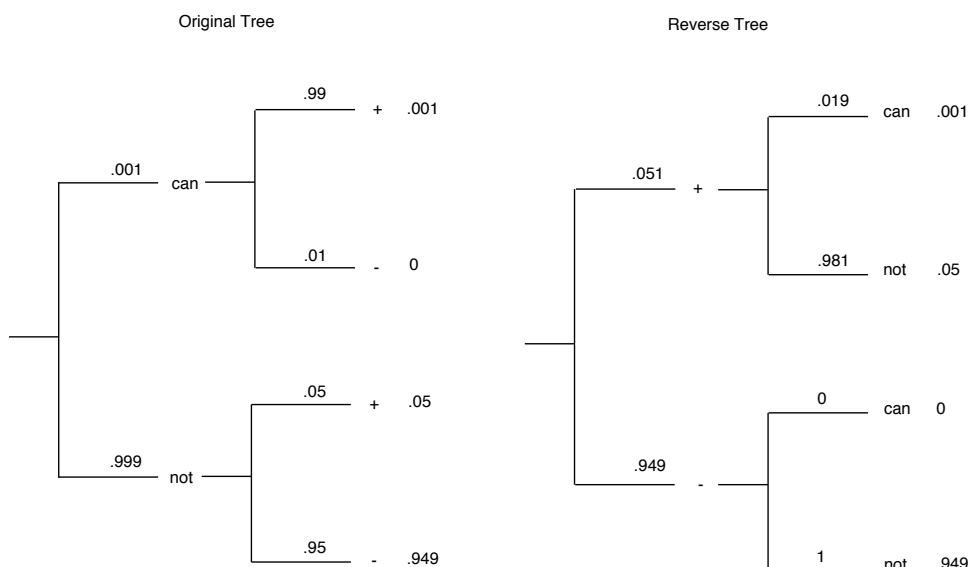 Original Tree
Reverse Tree
.99
+ .001
.001
can
.01
- 0
.05
+ .05
.999
not
.95
- .949
.019
can .001
.051
+
.981
not .05
0
can 0
.949
-
1
not .949